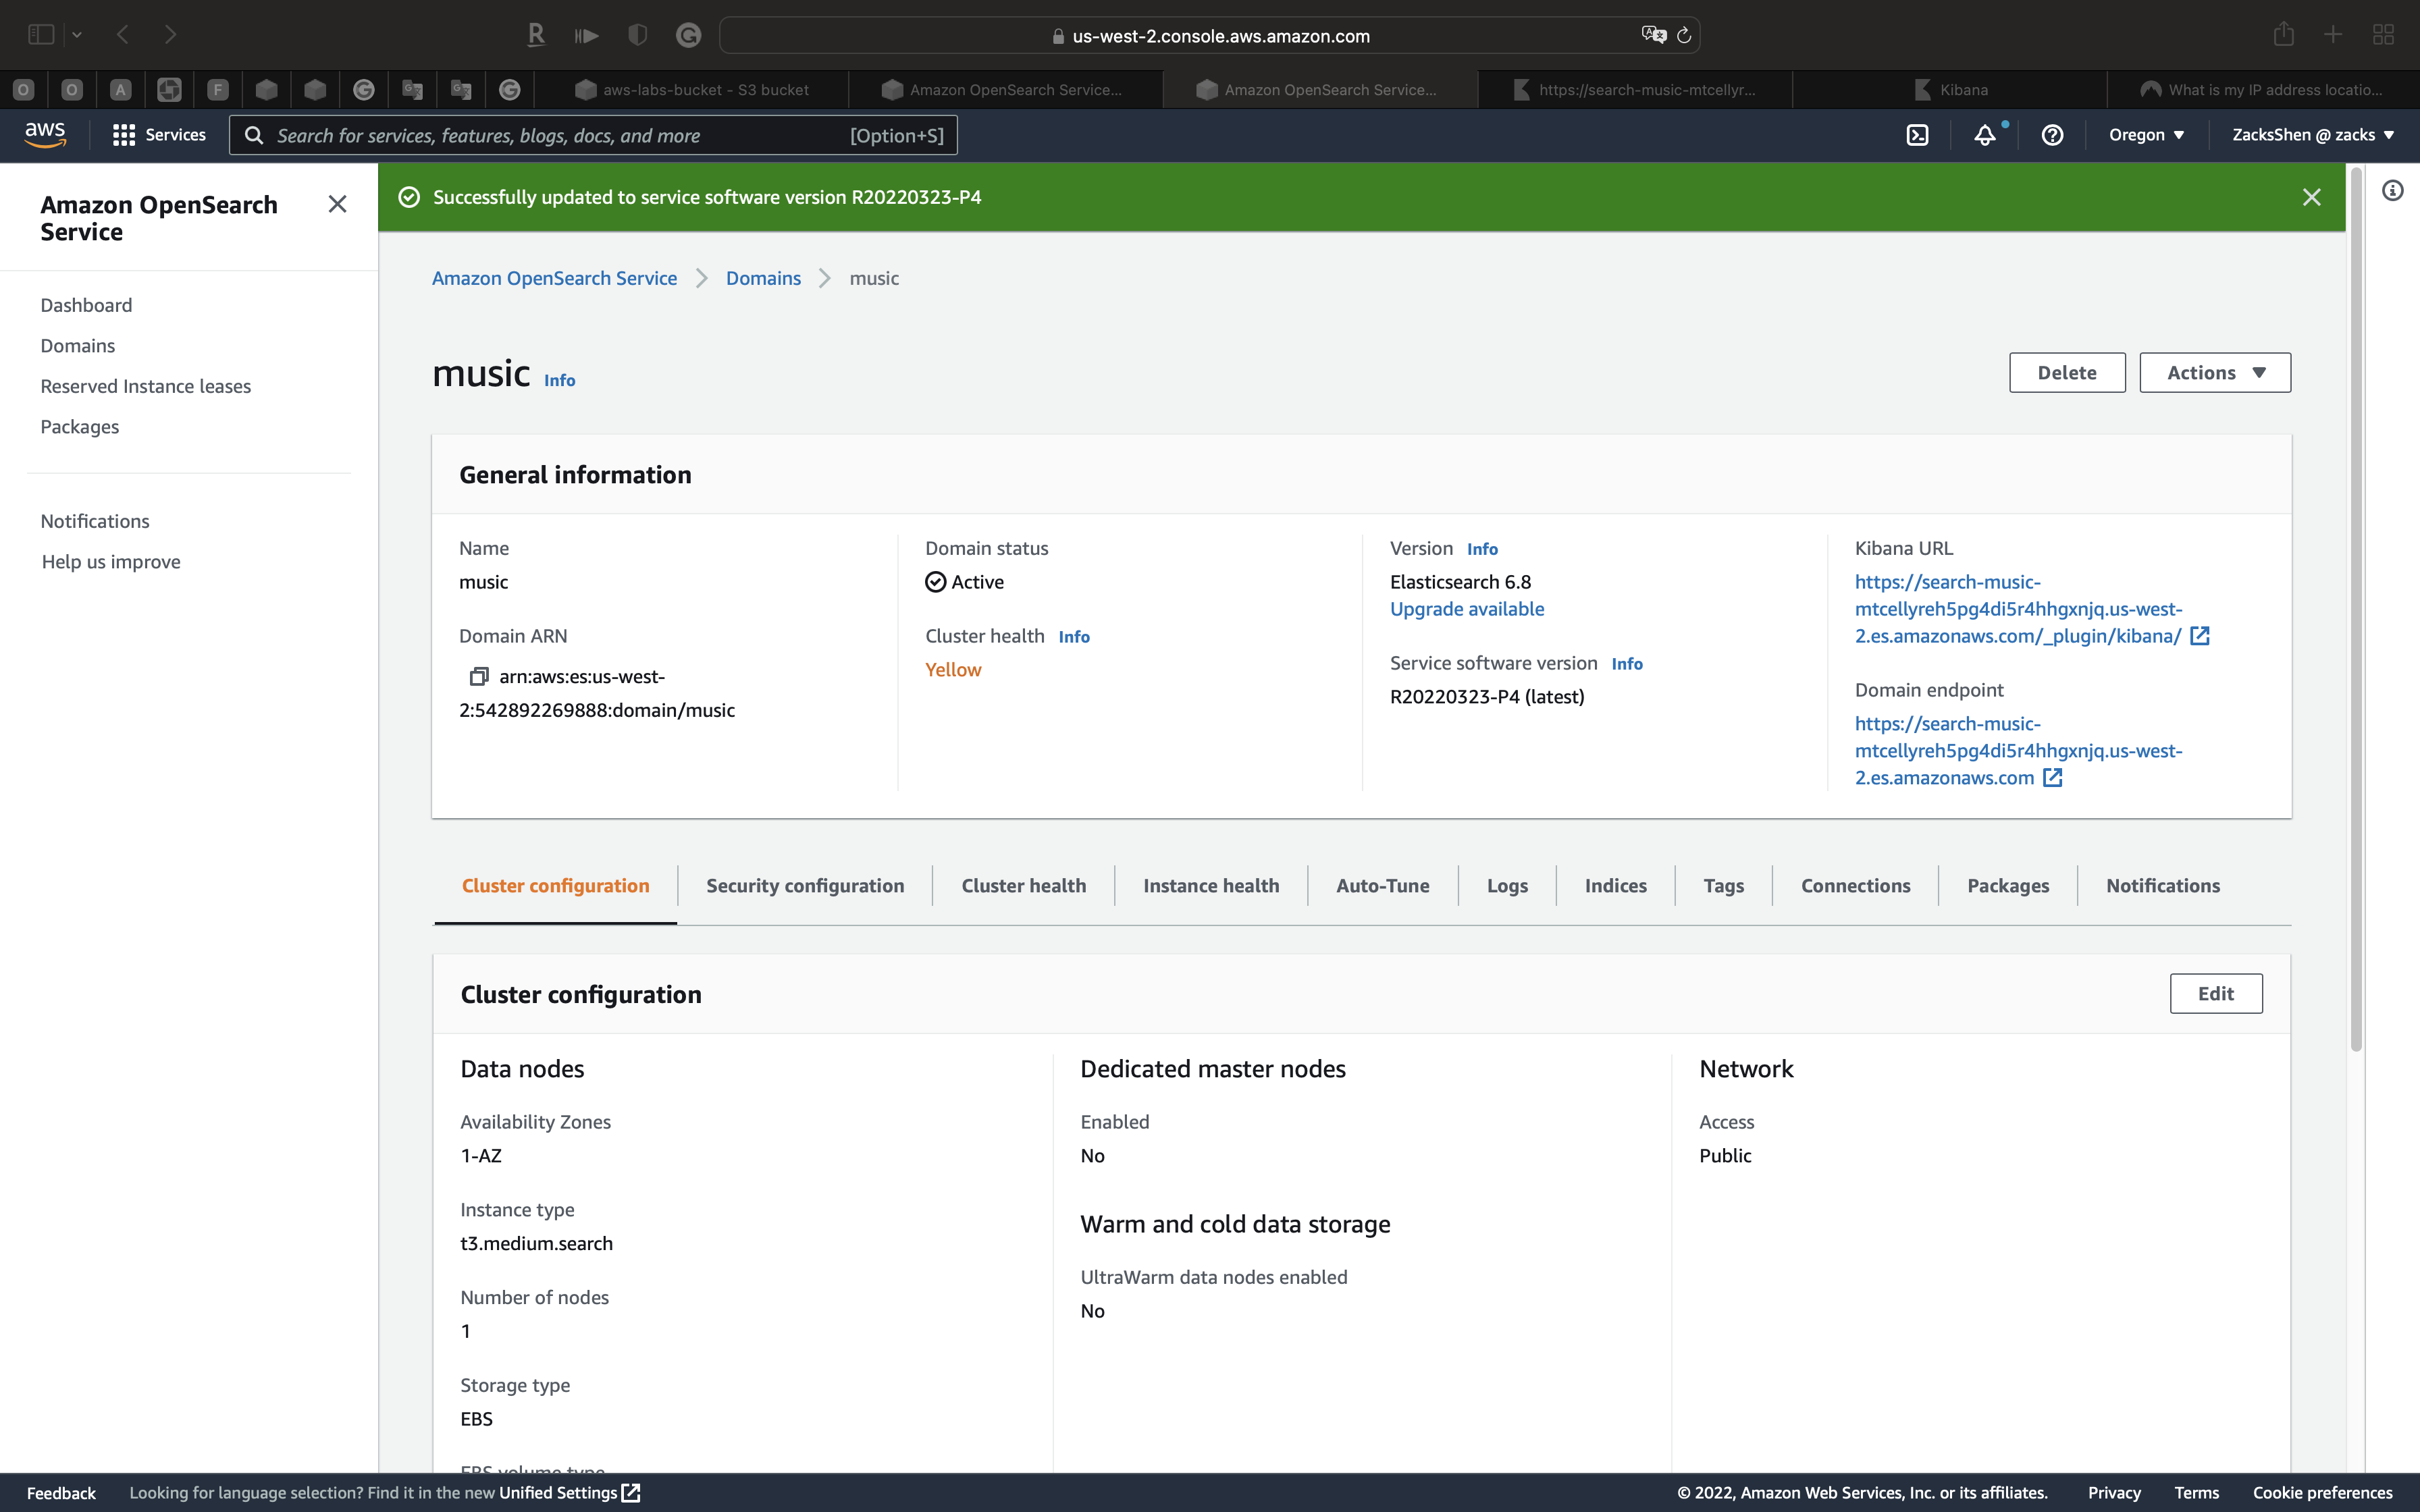 us-west-2.console.aws.amazon.com
O
O
A
F
aws-labs-bucket - S3 bucket
Amazon OpenSearch Service...
Amazon OpenSearch Service...
https://search-music-mtcellyr...
Kibana
What is my IP address locatio...
aws
Services
Search for services, features, blogs, docs, and more
[Option+S]
Oregon
ZacksShen @ zacks
Amazon OpenSearch
Service
Dashboard
Domains
Reserved Instance leases
Packages
Notifications
Help us improve
Successfully updated to service software version R20220323-P4
Amazon OpenSearch Service
Domains
music
music
Info
Delete
Actions
General information
Name
music
Domain ARN
arn:aws:es:us-west-
2:542892269888:domain/music
Domain status
Active
Cluster health Info
Yellow
Version Info
Elasticsearch 6.8
Upgrade available
Service software version Info
R20220323-P4 (latest)
Kibana URL
https://search-music-
mtcellyreh5pg4di5r4hhgxnjq.us-west-
2.es.amazonaws.com/_plugin/kibana/
Domain endpoint
https://search-music-
mtcellyreh5pg4di5r4hhgxnjq.us-west-
2.es.amazonaws.com
Cluster configuration
Security configuration
Cluster health
Instance health
Auto-Tune
Logs
Indices
Tags
Connections
Packages
Notifications
Cluster configuration
Edit
Data nodes
Availability Zones
1-AZ
Instance type
t3.medium.search
Number of nodes
1
Storage type
EBS
EBS volume type
Dedicated master nodes
Enabled
No
Warm and cold data storage
UltraWarm data nodes enabled
No
Network
Access
Public
Feedback
Looking for language selection? Find it in the new Unified Settings
© 2022, Amazon Web Services, Inc. or its affiliates.
Privacy
Terms
Cookie preferences